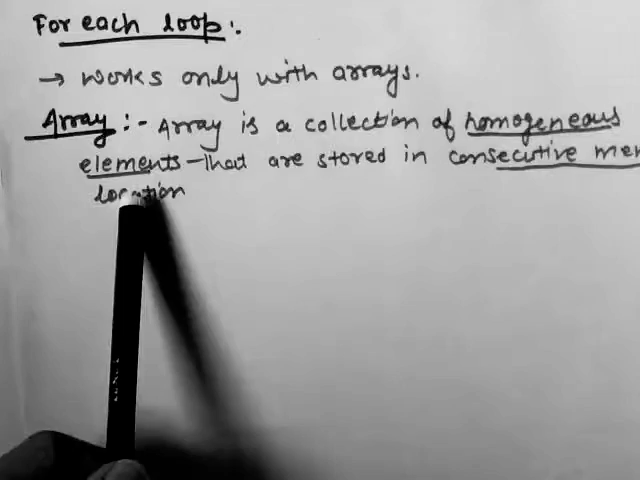 For each loop:.
→ works only with arrays.
Array :- Array is a collection of homogeneous
elements that are stored in consecutive mem
location